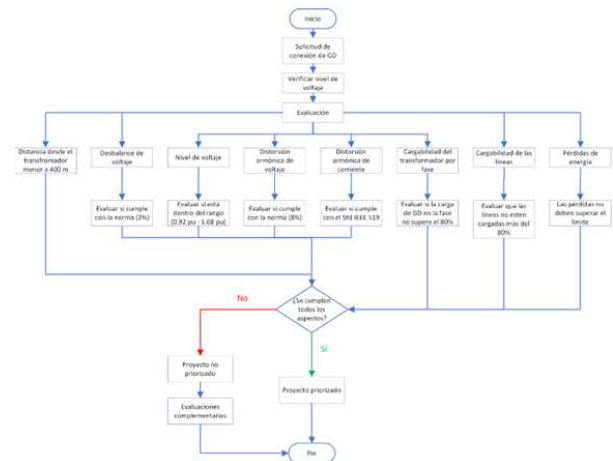 Inicio
Solicitud de
conexión de GD
Verificar nivel de
voltaje
Evaluación
Distancia desde el
transfromador
menor a 400 m
Desbalance de
voltaje
Nivel de voltaje
Distorsión
armónica de
voltaje
Distorsión
armónica de
corriente
Cargabilidad del
transformador por
fase
Cargabilidad de las
líneas
Pérdidas de
energía
Evaluar si cumple
con la norma (2%)
Evaluar si está
dentro del rango
(0.92 pu - 1.08 pu)
Evaluar si cumple
con la norma (8%)
Evaluar si cumple
con el Std IEEE 519
Evaluar si la carga
de GD en la fase
no supere el 80%
Evaluar que las
líneas no esten
cargadas más del
80%
Las pérdidas no
deben superar el
límite
¿Se cumplen
todos los
aspectos?
No
Si
Proyecto no
priorizado
Evaluaciones
complementarias
Proyecto priorizado
Fin